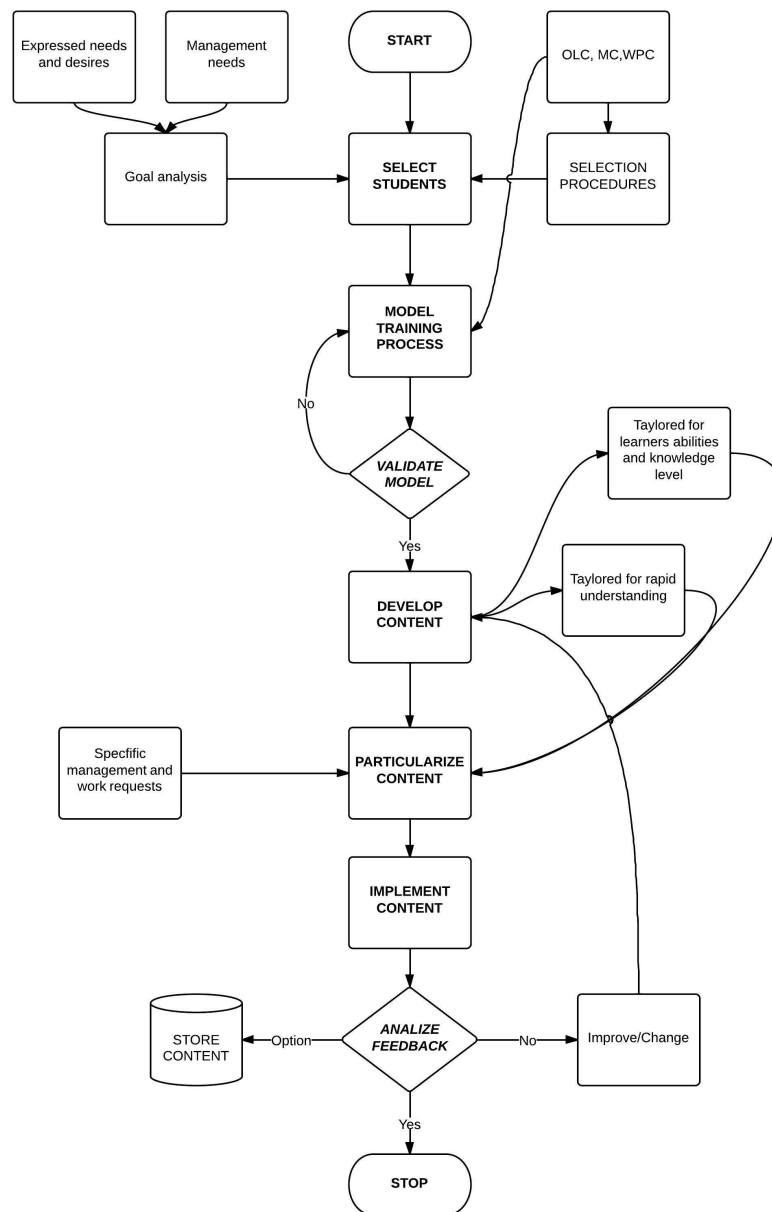 Expressed needs
and desires
Management
needs
START
OLC, MC,WPC
Goal analysis
SELECT
STUDENTS
SELECTION
PROCEDURES
MODEL
TRAINING
PROCESS
No
VALIDATE
MODEL
Taylored for
learners abilities
and knowledge
level
Yes
Taylored for rapid
understanding
DEVELOP
CONTENT
Specfific
management and
work requests
PARTICULARIZE
CONTENT
IMPLEMENT
CONTENT
STORE
CONTENT
Option
ANALIZE
FEEDBACK
No
Improve/Change
Yes
STOP